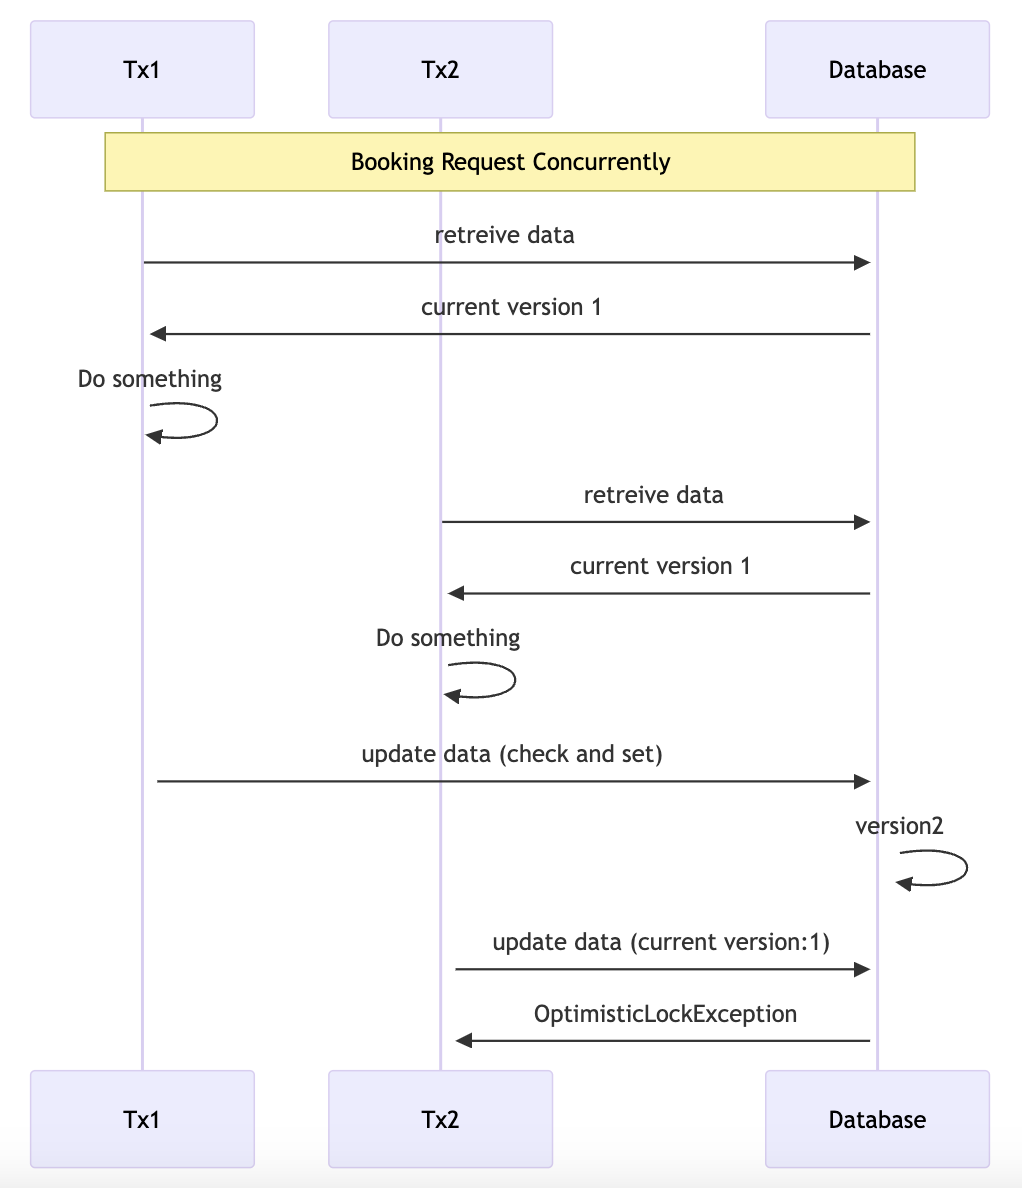 Tx1
Tx2
Database
Booking Request Concurrently
retreive data
current version 1
Do something
retreive data
current version 1
Do something
update data (check and set)
version2
update data (current version:1)
OptimisticLockException
Tx1
Tx2
Database